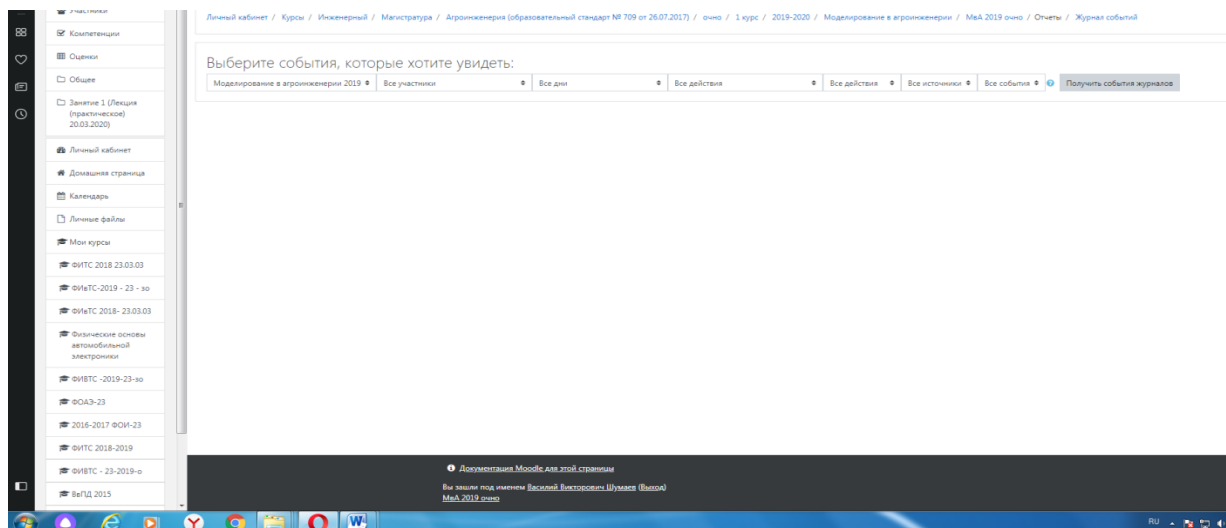 Участники
Компетенции
Оценки
Общее
Занятие 1 (Лекция
(практическое)
20.03.2020)
Личный кабинет
Домашняя страница
Календарь
Личные файлы
Мои курсы
ФИТС 2018 23.03.03
ФИвТС-2019 - 23 - зо
ФИвТС 2018- 23.03.03
Физические основы
автомобильной
электроники
ФИВТС -2019-23-зо
ФОАЭ-23
2016-2017 ФОИ-23
ФИТС 2018-2019
ФИВТС - 23-2019-о
ВвПД 2015
Личный кабинет / Курсы / Инженерный / Магистратура / Агроинженерия (образовательный стандарт № 709 от 26.07.2017) / очно / 1 курс / 2019-2020 / Моделирование в агроинженерии / МвА 2019 очно / Отчеты / Журнал событий
Выберите события, которые хотите увидеть:
Моделирование в агроинженерии 2019 Все участники Все дни Все действия Все действия Все источники Все события Получить события журналов
Документация Moodle для этой страницы
Вы зашли под именем Василий Викторович Шумаев (Выход)
МвА 2019 очно
RU